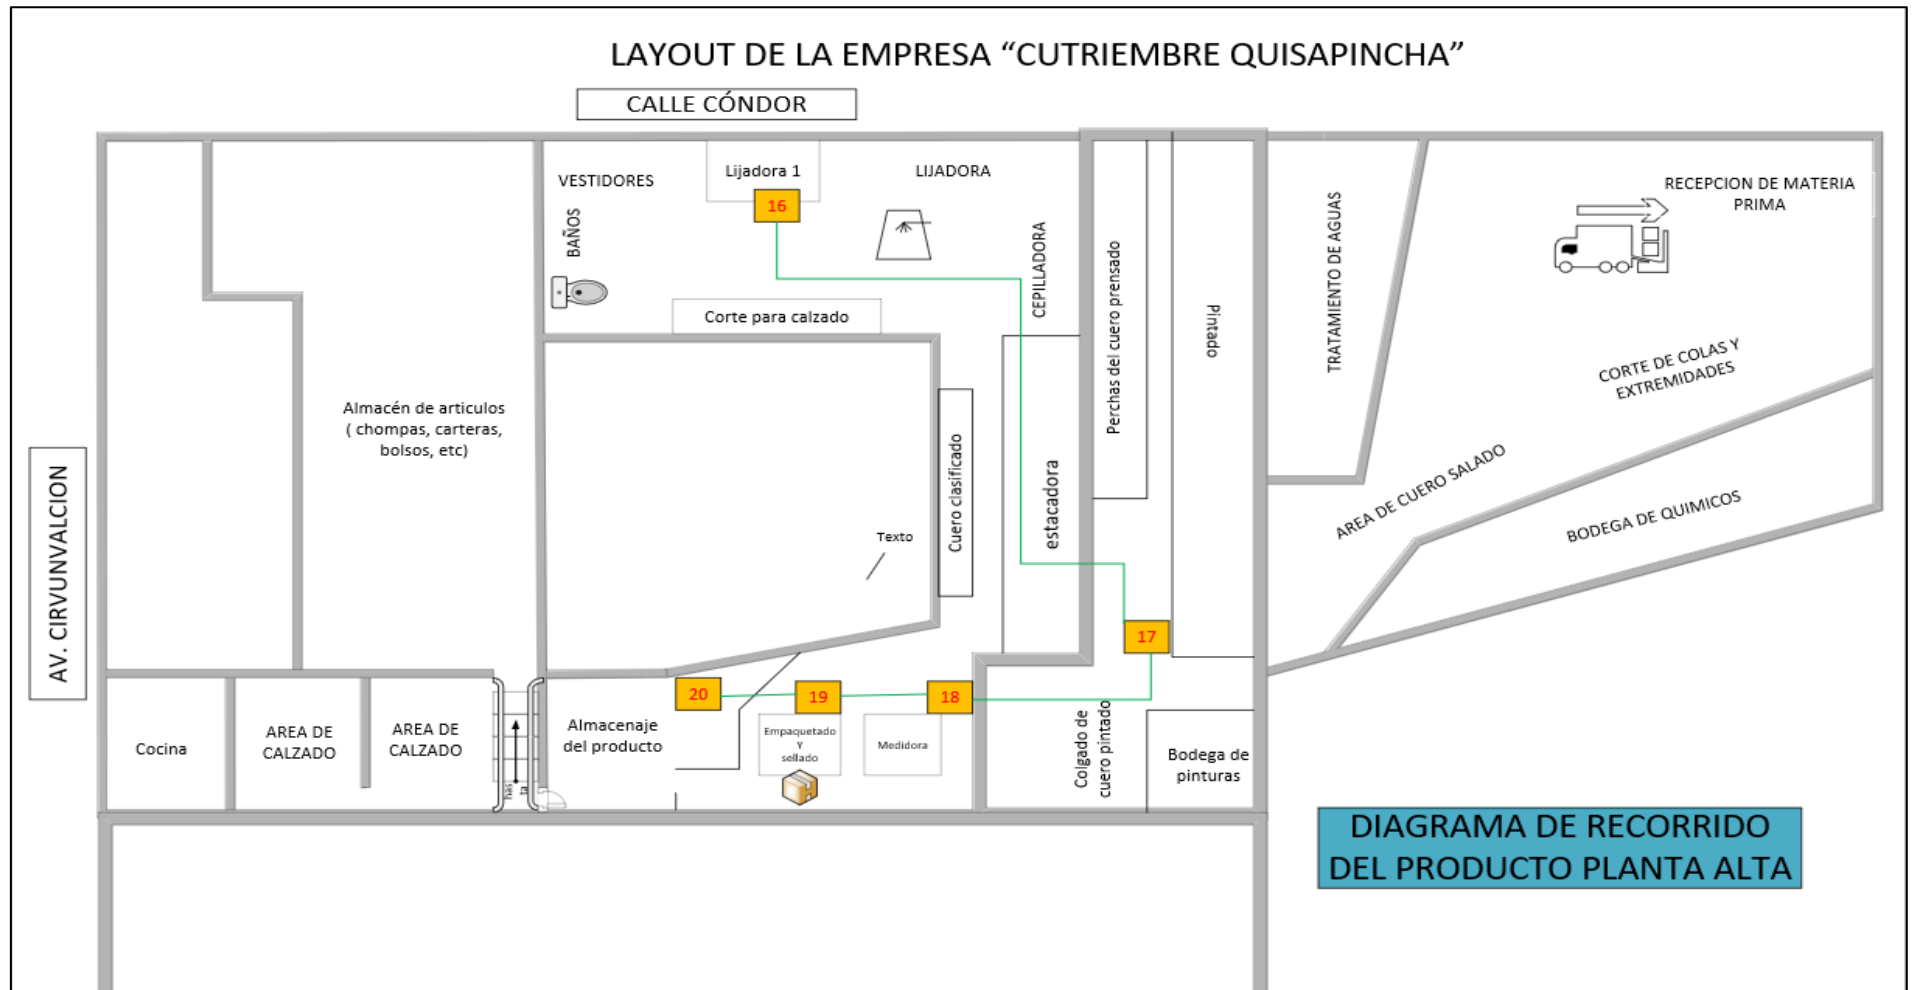 LAYOUT DE LA EMPRESA “CUTRIEMBRE QUISAPINCHA”
CALLE CÓNDOR
VESTIDORES
Lijadora 1
LIJADORA
16
BAÑOS
CEPILLADORA
Corte para calzado
Perchas del cuero prensado
Pintado
TRATAMIENTO DE AGUAS
RECEPCION DE MATERIA
PRIMA
CORTE DE COLAS Y
EXTREMIDADES
AREA DE CUERO SALADO
BODEGA DE QUIMICOS
Almacén de articulos
( chompas, carteras,
bolsos, etc)
AV. CIRVUNVALCION
Cuero clasificado
estacadora
Texto
17
20
19
18
Cocina
AREA DE
CALZADO
AREA DE
CALZADO
has
ta
Almacenaje
del producto
Empaquetado
Y
sellado
Medidora
Colgado de
cuero pintado
Bodega de
pinturas
DIAGRAMA DE RECORRIDO
DEL PRODUCTO PLANTA ALTA